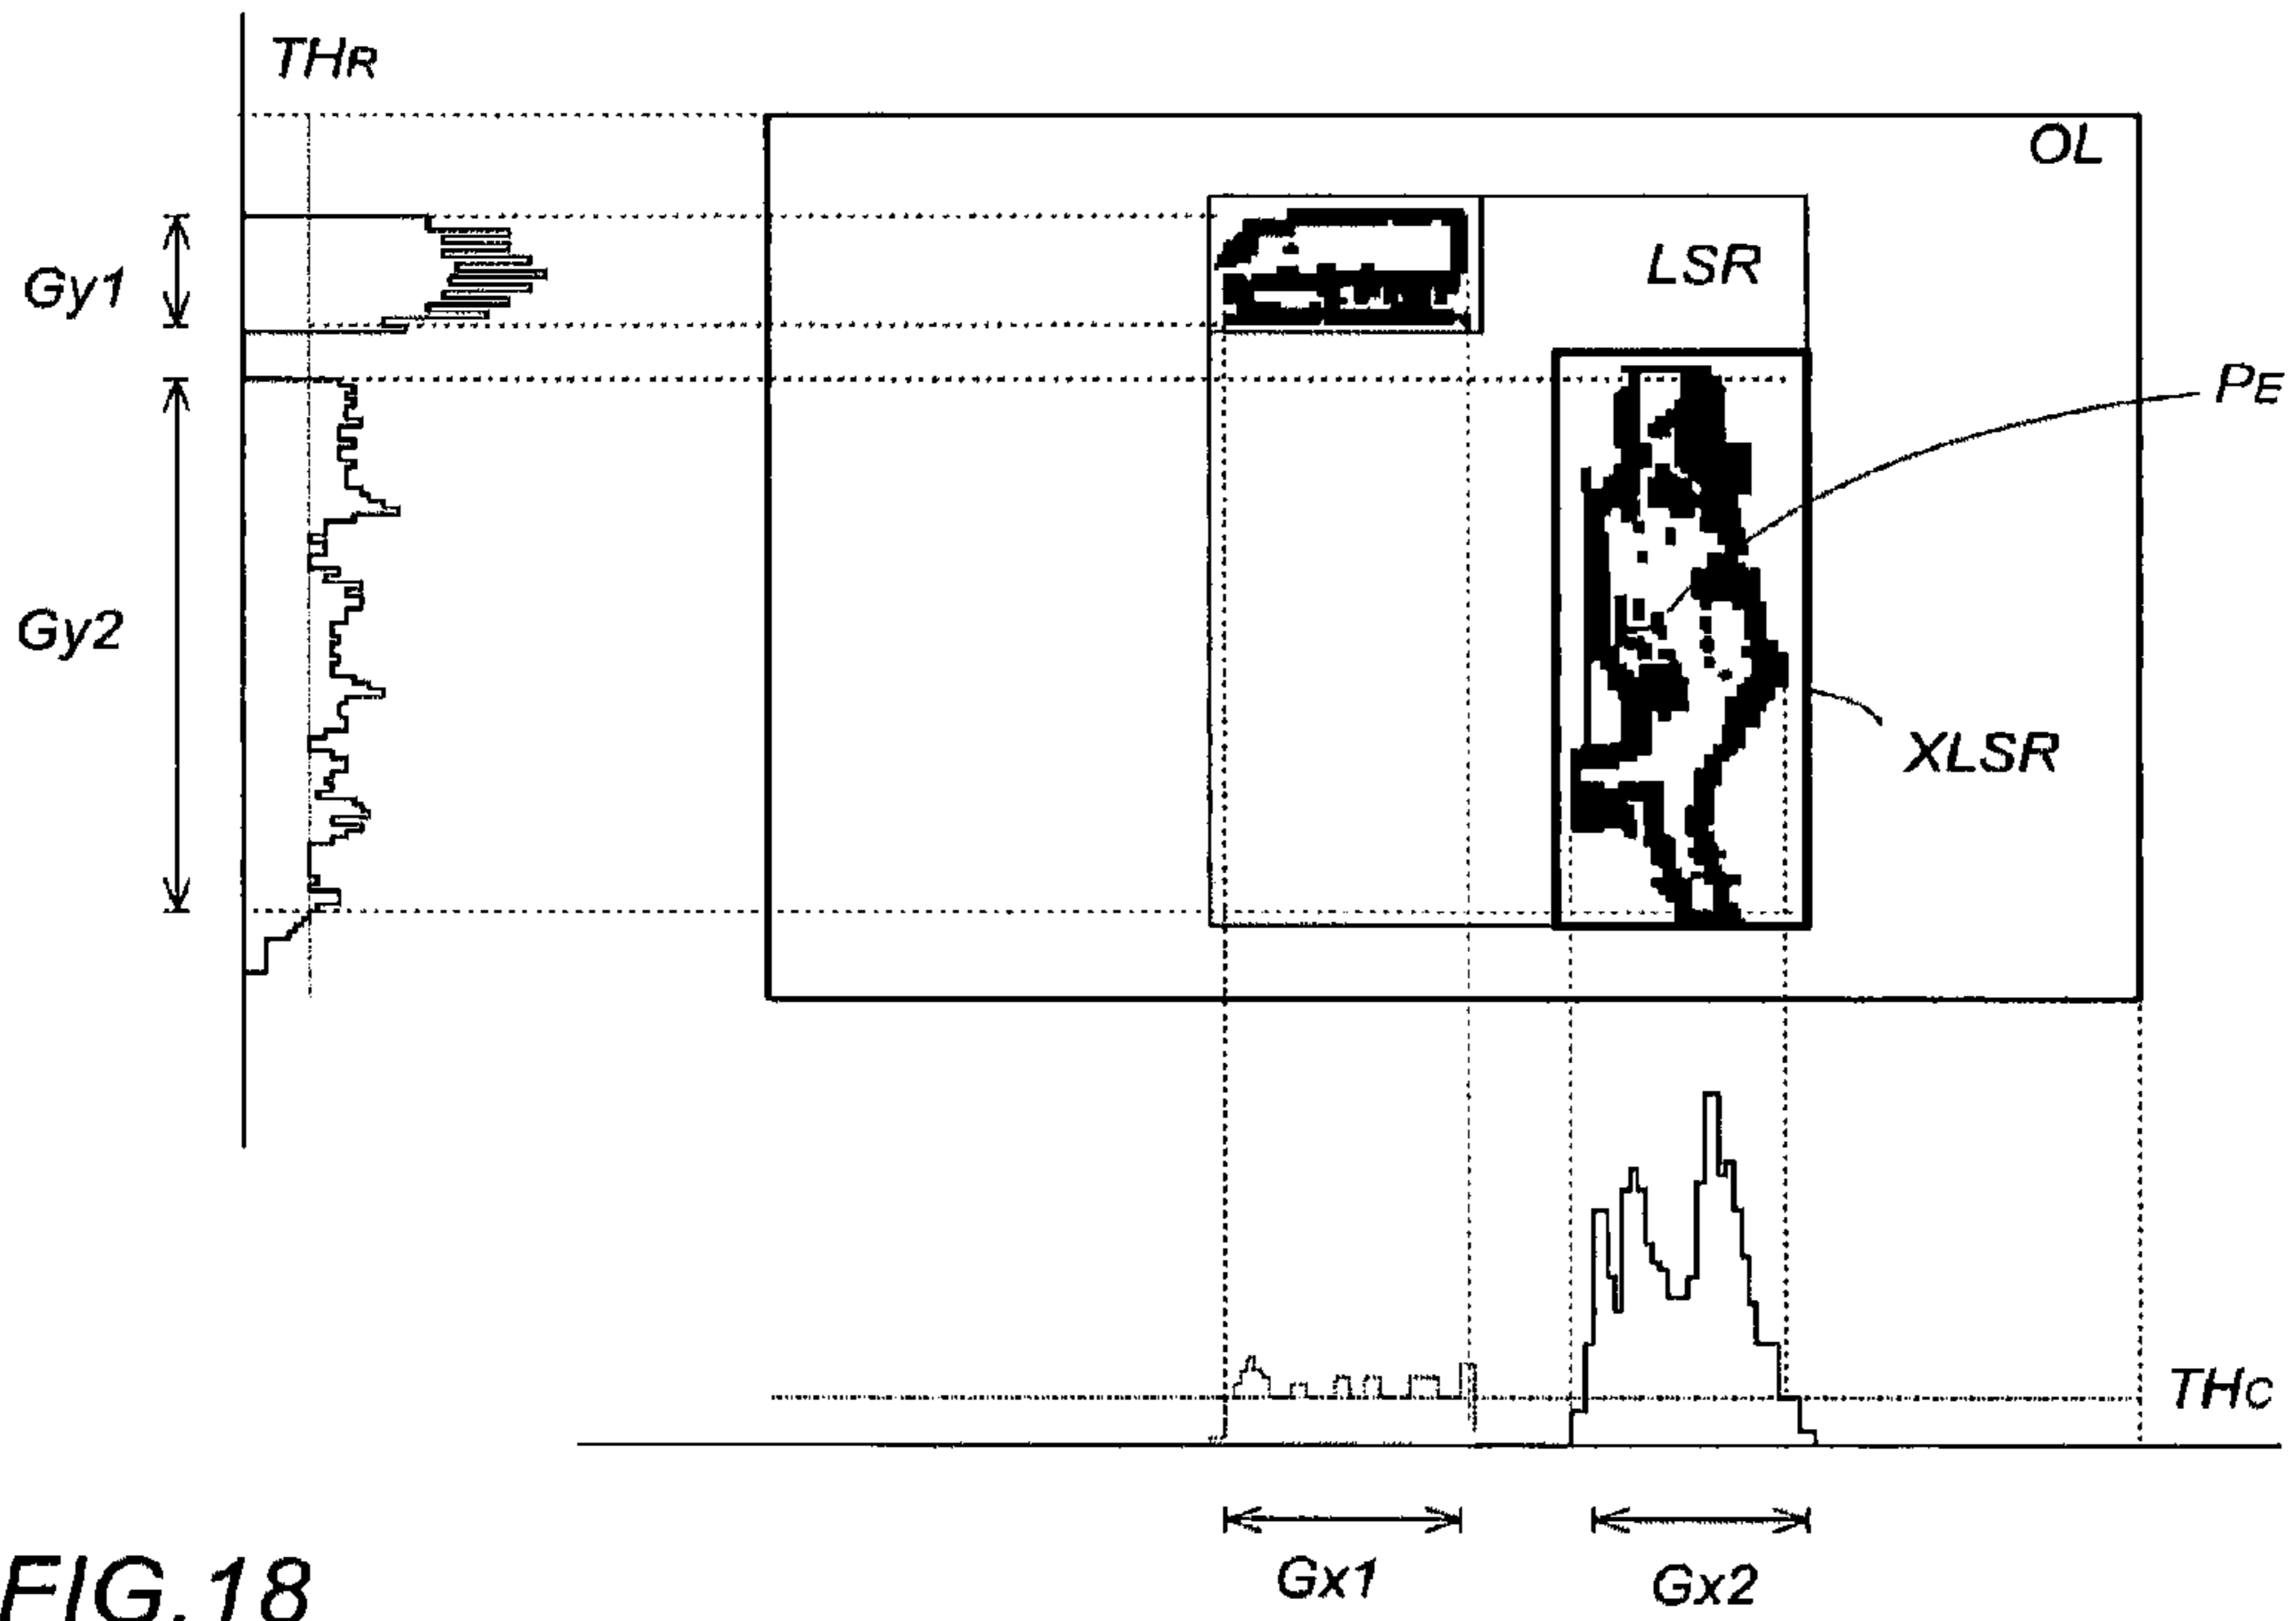 THR
OL
Gy1
LSR
PE
Gy2
XLSR
THC
Gx1
Gx2
FIG.18